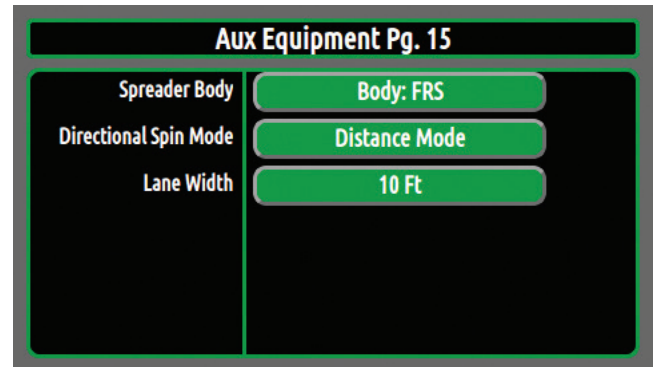 Aux Equipment Pg. 15
Spreader Body Body: FRS
Directional Spin Mode Distance Mode
Lane Width 10 Ft